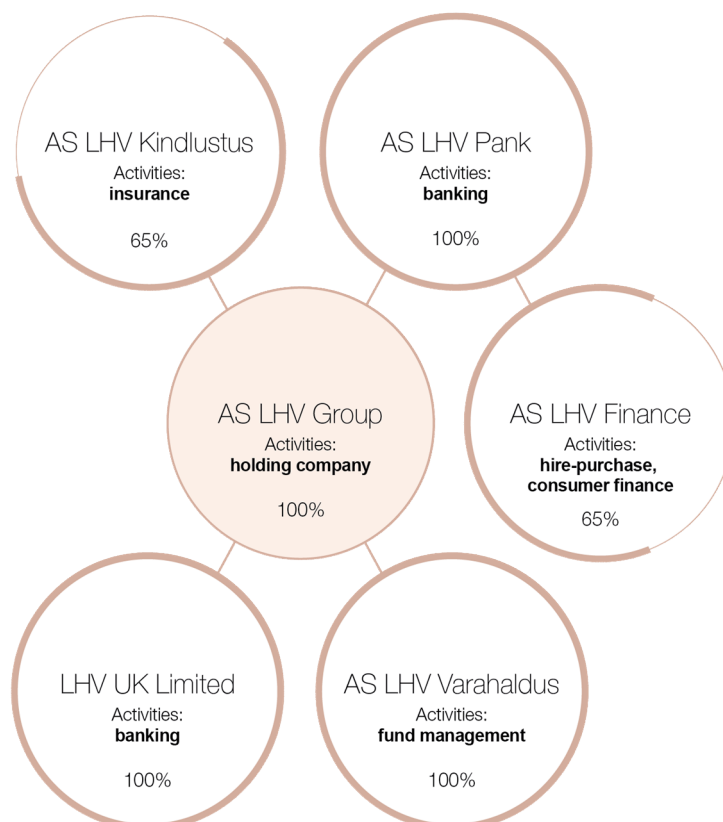 AS LHV Kindlustus
Activities:
insurance
65%
AS LHV Pank
Activities:
banking
100%
AS LHV Group
Activities:
holding company
100%
AS LHV Finance
Activities:
hire-purchase,
consumer finance
65%
LHV UK Limited
Activities:
banking
100%
AS LHV Varahaldus
Activities:
fund management
100%